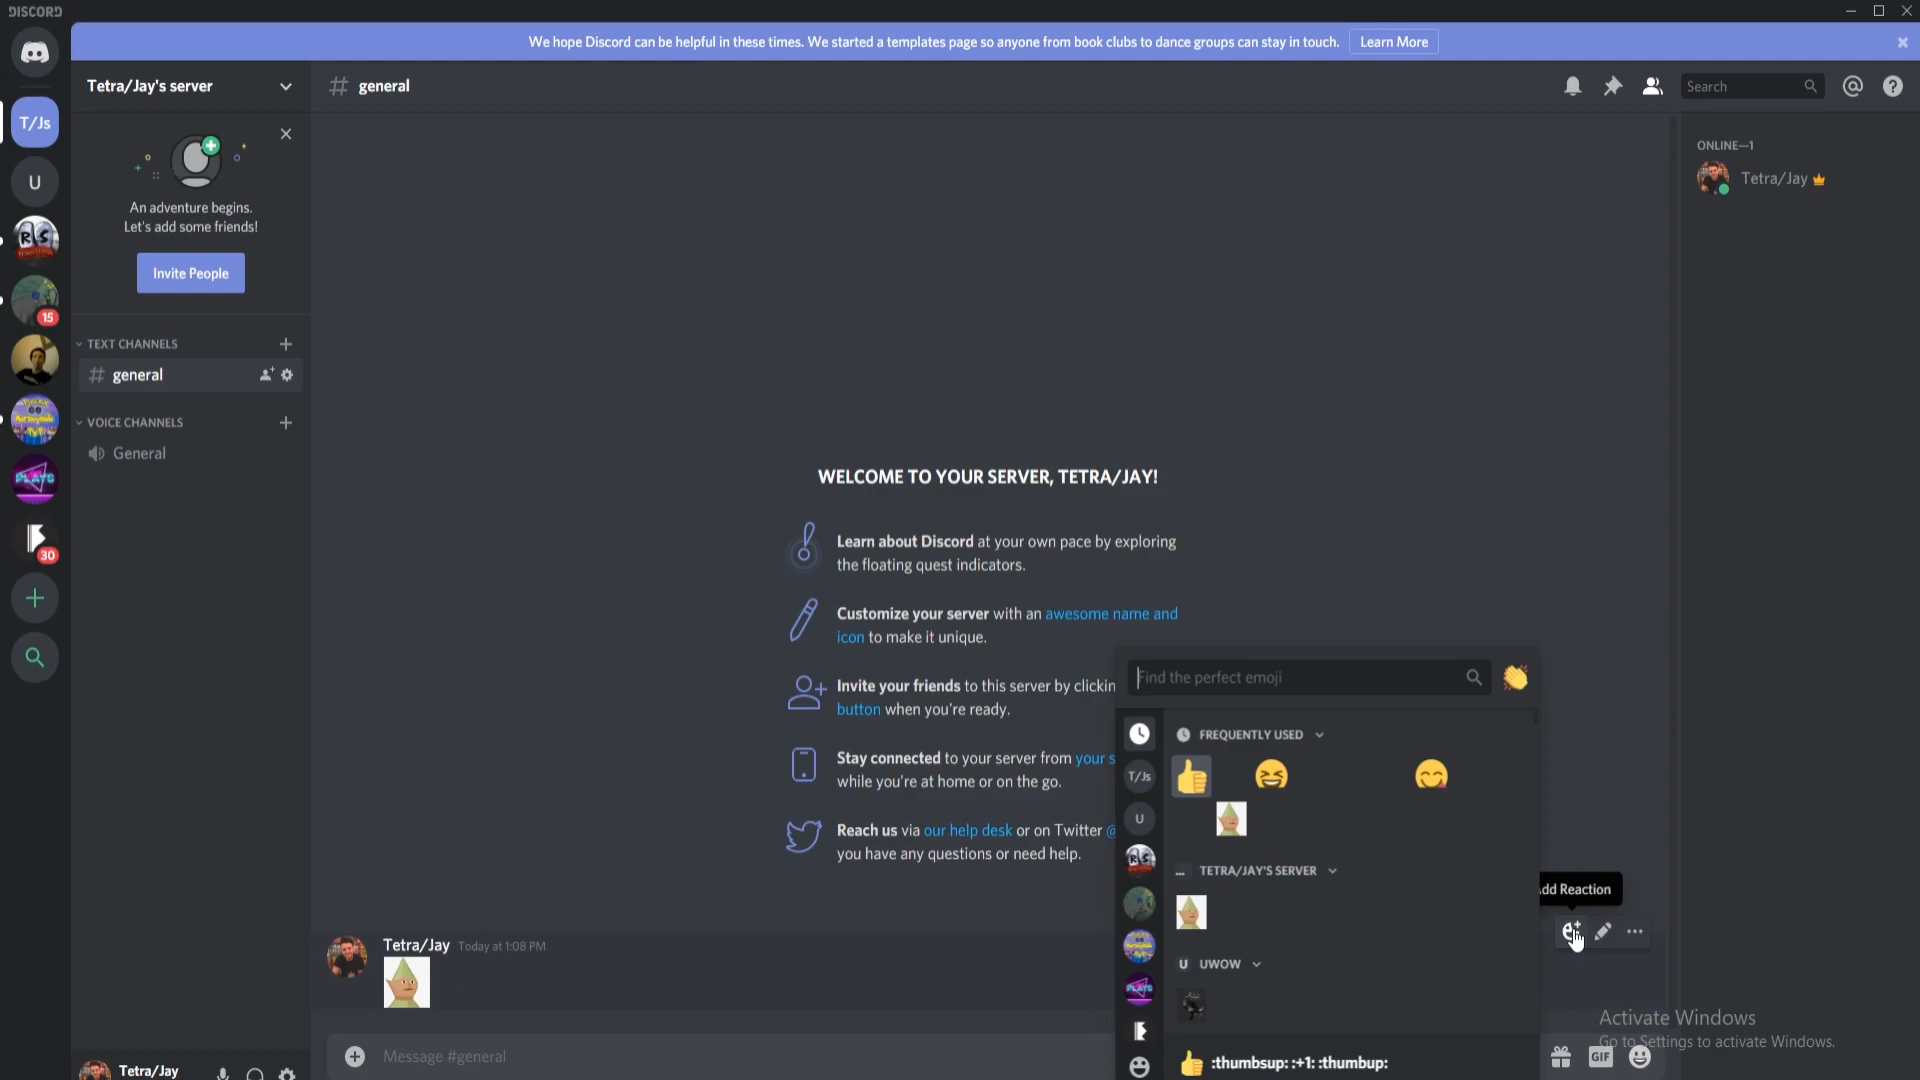 DISCORD
We hope Discord can be helpful in these times. We started a templates page so anyone from book clubs to dance groups can stay in touch. Learn More
Tetra/Jay's server
general
Search
T/Js
U
15
30
An adventure begins.
Let's add some friends!
Invite People
TEXT CHANNELS
general
VOICE CHANNELS
General
ONLINE—1
Tetra/Jay
WELCOME TO YOUR SERVER, TETRA/JAY!
Learn about Discord at your own pace by exploring
the floating quest indicators.
Customize your server with an awesome name and
icon to make it unique.
Invite your friends to this server by clickin
button when you're ready.
Stay connected to your server from your s
while you're at home or on the go.
Reach us via our help desk or on Twitter @
you have any questions or need help.
Find the perfect emoji
FREQUENTLY USED
T/Js
U
RS
TETRA/JAY'S SERVER
U UWOW
PLAYS
:thumbsup: :+1: :thumbup:
dd Reaction
Tetra/Jay Today at 1:08 PM
Message #general
GIF
Activate Windows
Go to Settings to activate Windows.
Tetra/Jay
RS
PLAYS